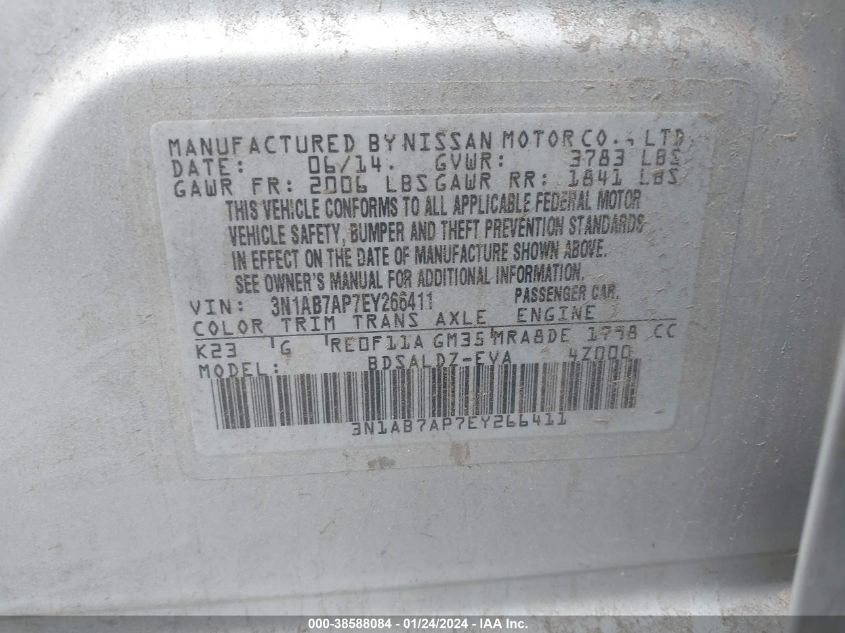 MANUFACTURED BY NISSAN MOTOR CO., LTD.
DATE: 06/14. GVWR: 3783 LBS
GAWR FR: 2006 LBS GAWR RR: 1841 LBS
THIS VEHICLE CONFORMS TO ALL APPLICABLE FEDERAL MOTOR
VEHICLE SAFETY, BUMPER AND THEFT PREVENTION STANDARDS
IN EFFECT ON THE DATE OF MANUFACTURE SHOWN ABOVE.
SEE OWNER'S MANUAL FOR ADDITIONAL INFORMATION.
VIN: 3N1AB7AP7EY266411 PASSENGER CAR.
COLOR TRIM TRANS AXLE ENGINE
K23 G RE0F11A GM35 MRA8DE 1798 CC
MODEL: BDSALDZ-EVA 4Z000
3N1AB7AP7EY266411
000-38588084 - 01/24/2024 - IAA Inc.